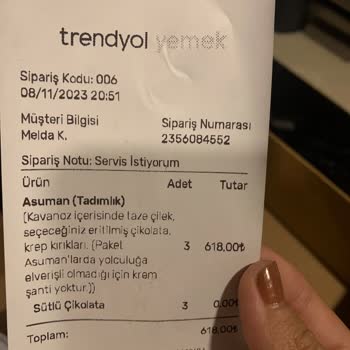 trendyol yemek
Sipariş Kodu: 006
08/11/2023 20:51
Müşteri Bilgisi Sipariş Numarası
Melda K. 2356084552
Sipariş Notu: Servis İstiyorum
Ürün Adet Tutar
Asuman (Tadımlık)
(Kavanoz içerisinde taze çilek,
seçeceğiniz eritilmiş çikolata,
krep kırıkları. (Paket 3 618,00₺
Asuman'larda yolculuğa
elverişli olmadığı için krem
şanti yoktur.))
Sütlü Çikolata 3 0,00₺
Toplam: 618,00₺